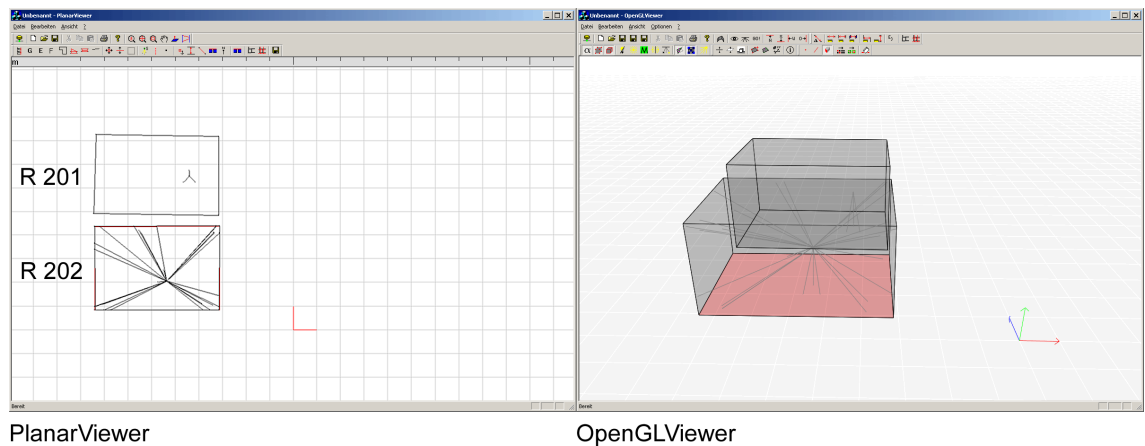 Unbenannt - PlanarViewer
Datei Bearbeiten Ansicht ?
G E F
m
R 201
R 202
Bereit
PlanarViewer
Unbenannt - OpenGLViewer
Datei Bearbeiten Ansicht Optionen ?
M
Bereit
OpenGLViewer